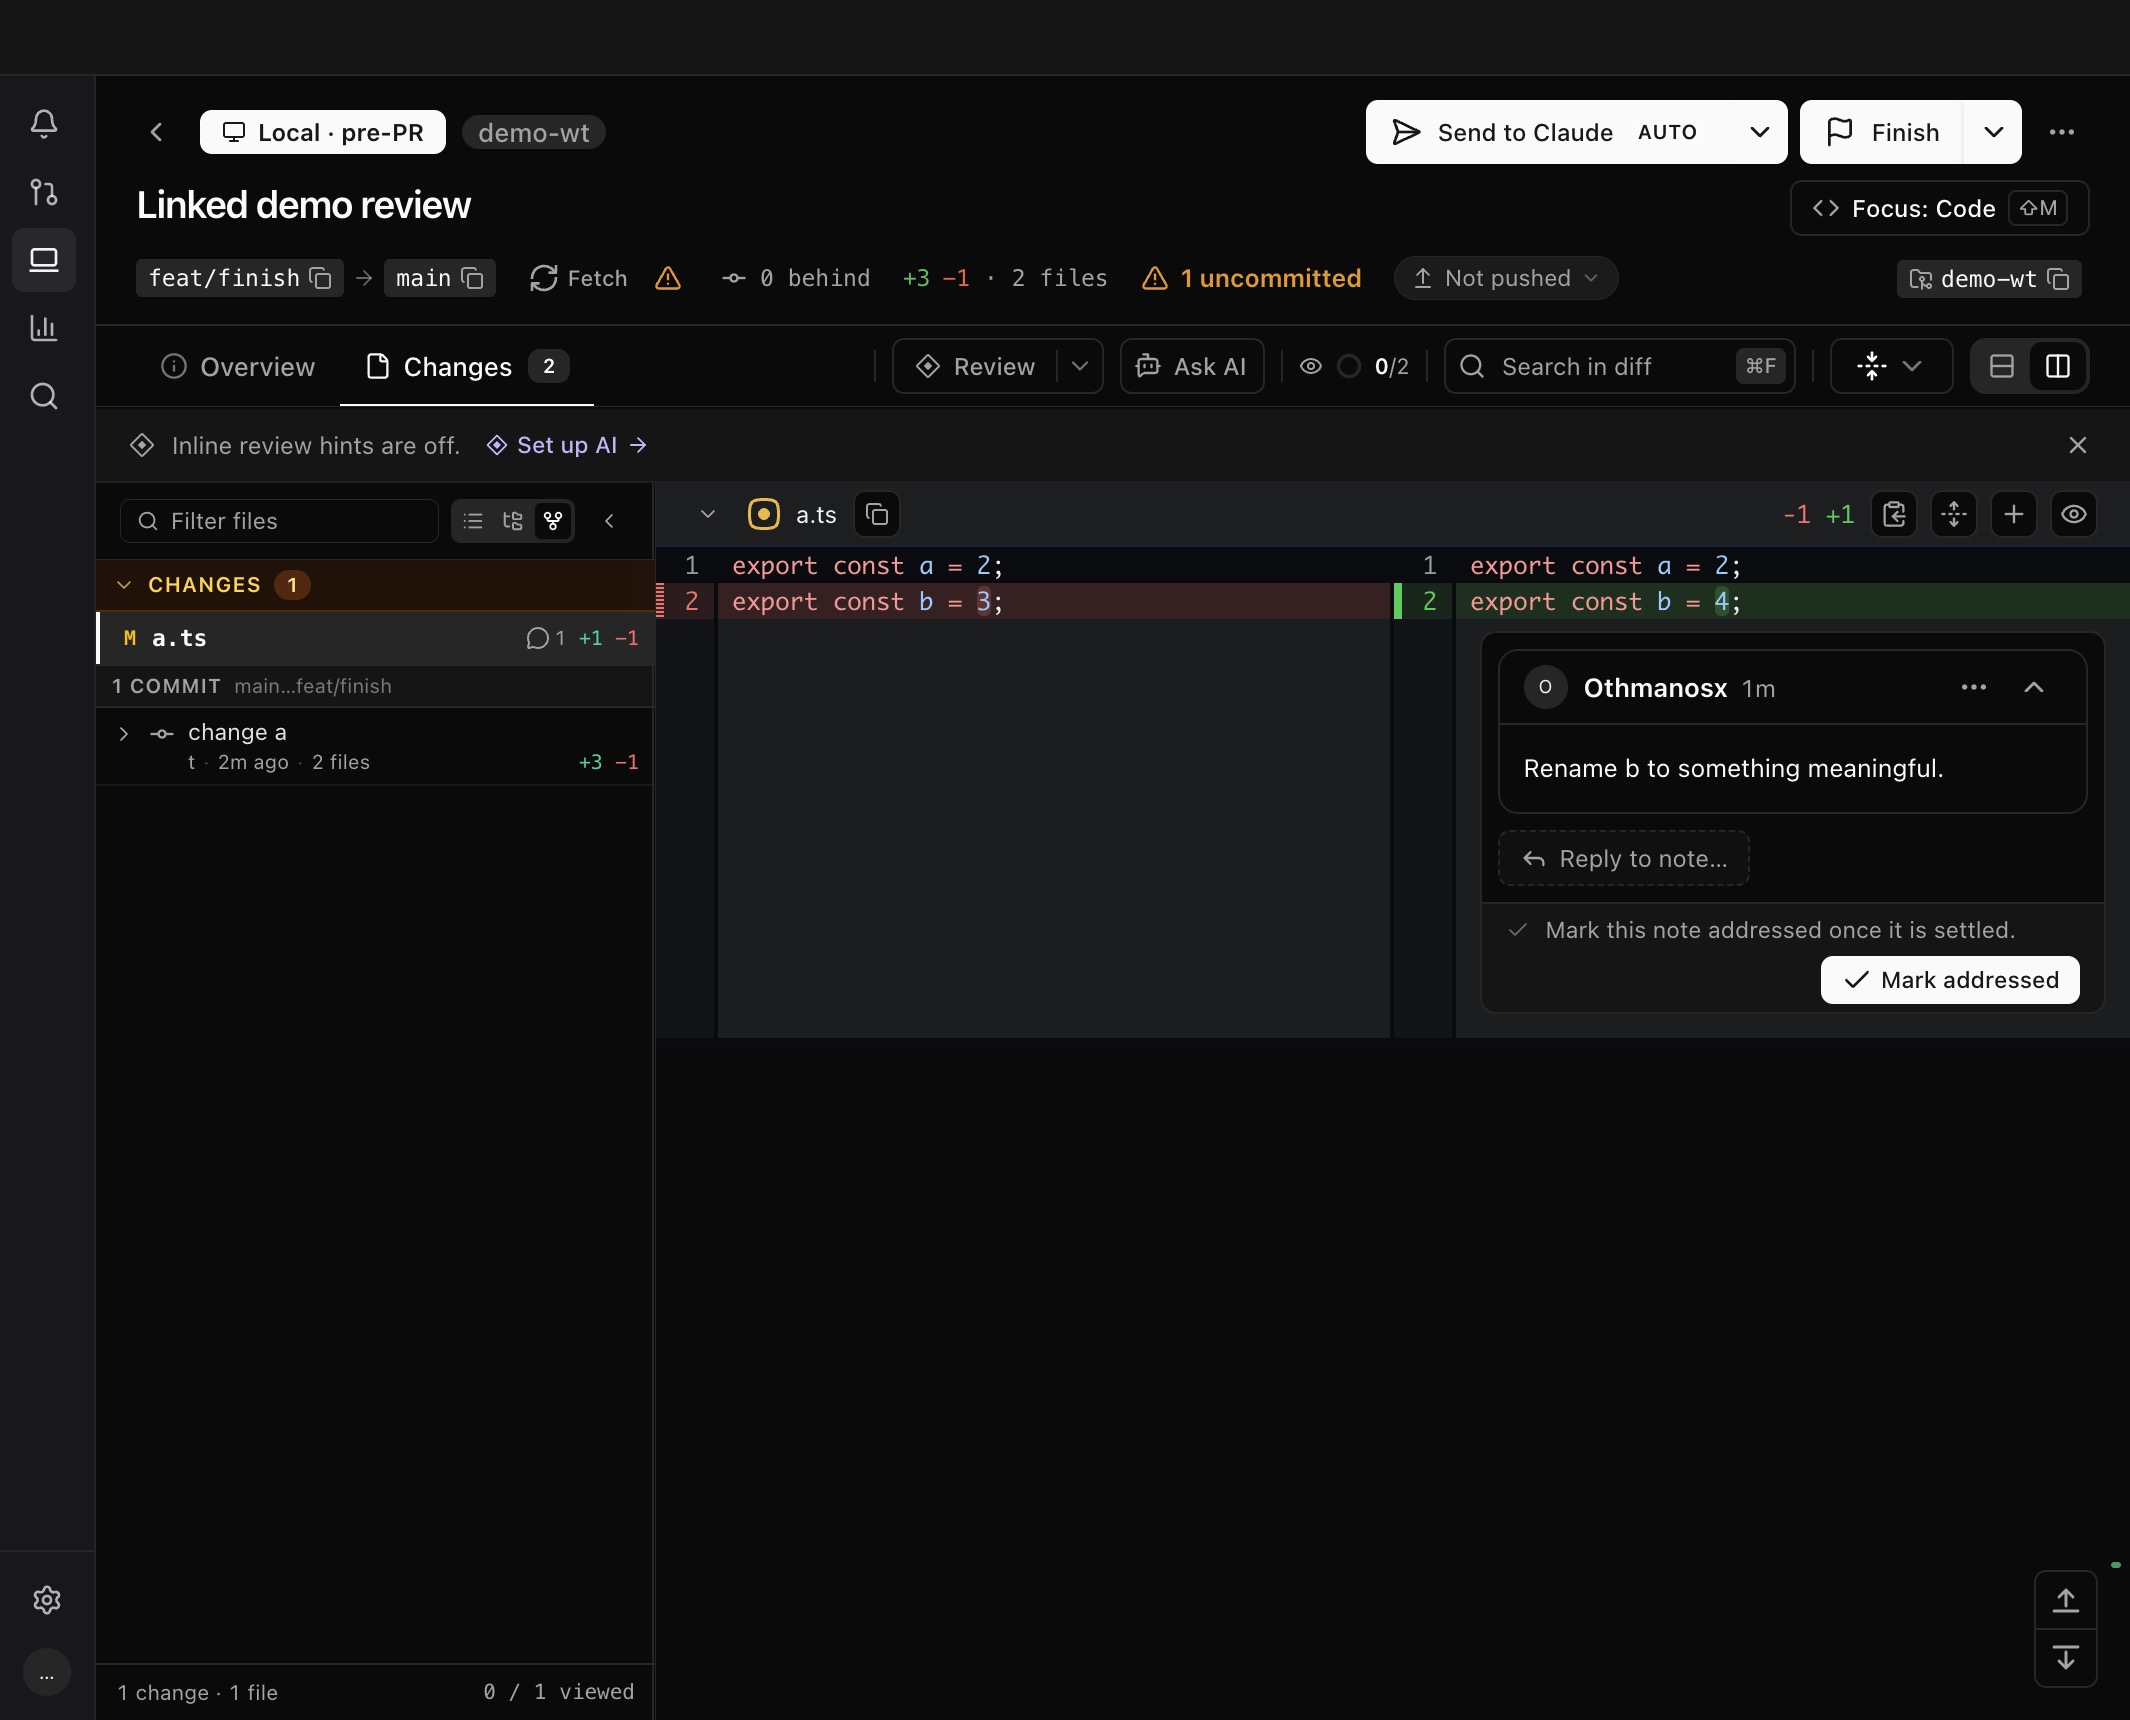 Local · pre-PR
demo-wt
Send to Claude AUTO
Finish
Linked demo review
Focus: Code ⇧M
feat/finish → main
Fetch
0 behind
+3 −1 · 2 files
1 uncommitted
Not pushed
demo-wt
Overview
Changes 2
Review
Ask AI
0/2
Search in diff ⌘F
Inline review hints are off. Set up AI →
Filter files
CHANGES 1
M a.ts 1 +1 −1
1 COMMIT main...feat/finish
change a
t · 2m ago · 2 files +3 −1
a.ts
-1 +1
1 export const a = 2;
2 export const b = 3;
1 export const a = 2;
2 export const b = 4;
O Othmanosx 1m
Rename b to something meaningful.
Reply to note...
Mark this note addressed once it is settled.
Mark addressed
...
1 change · 1 file
0 / 1 viewed